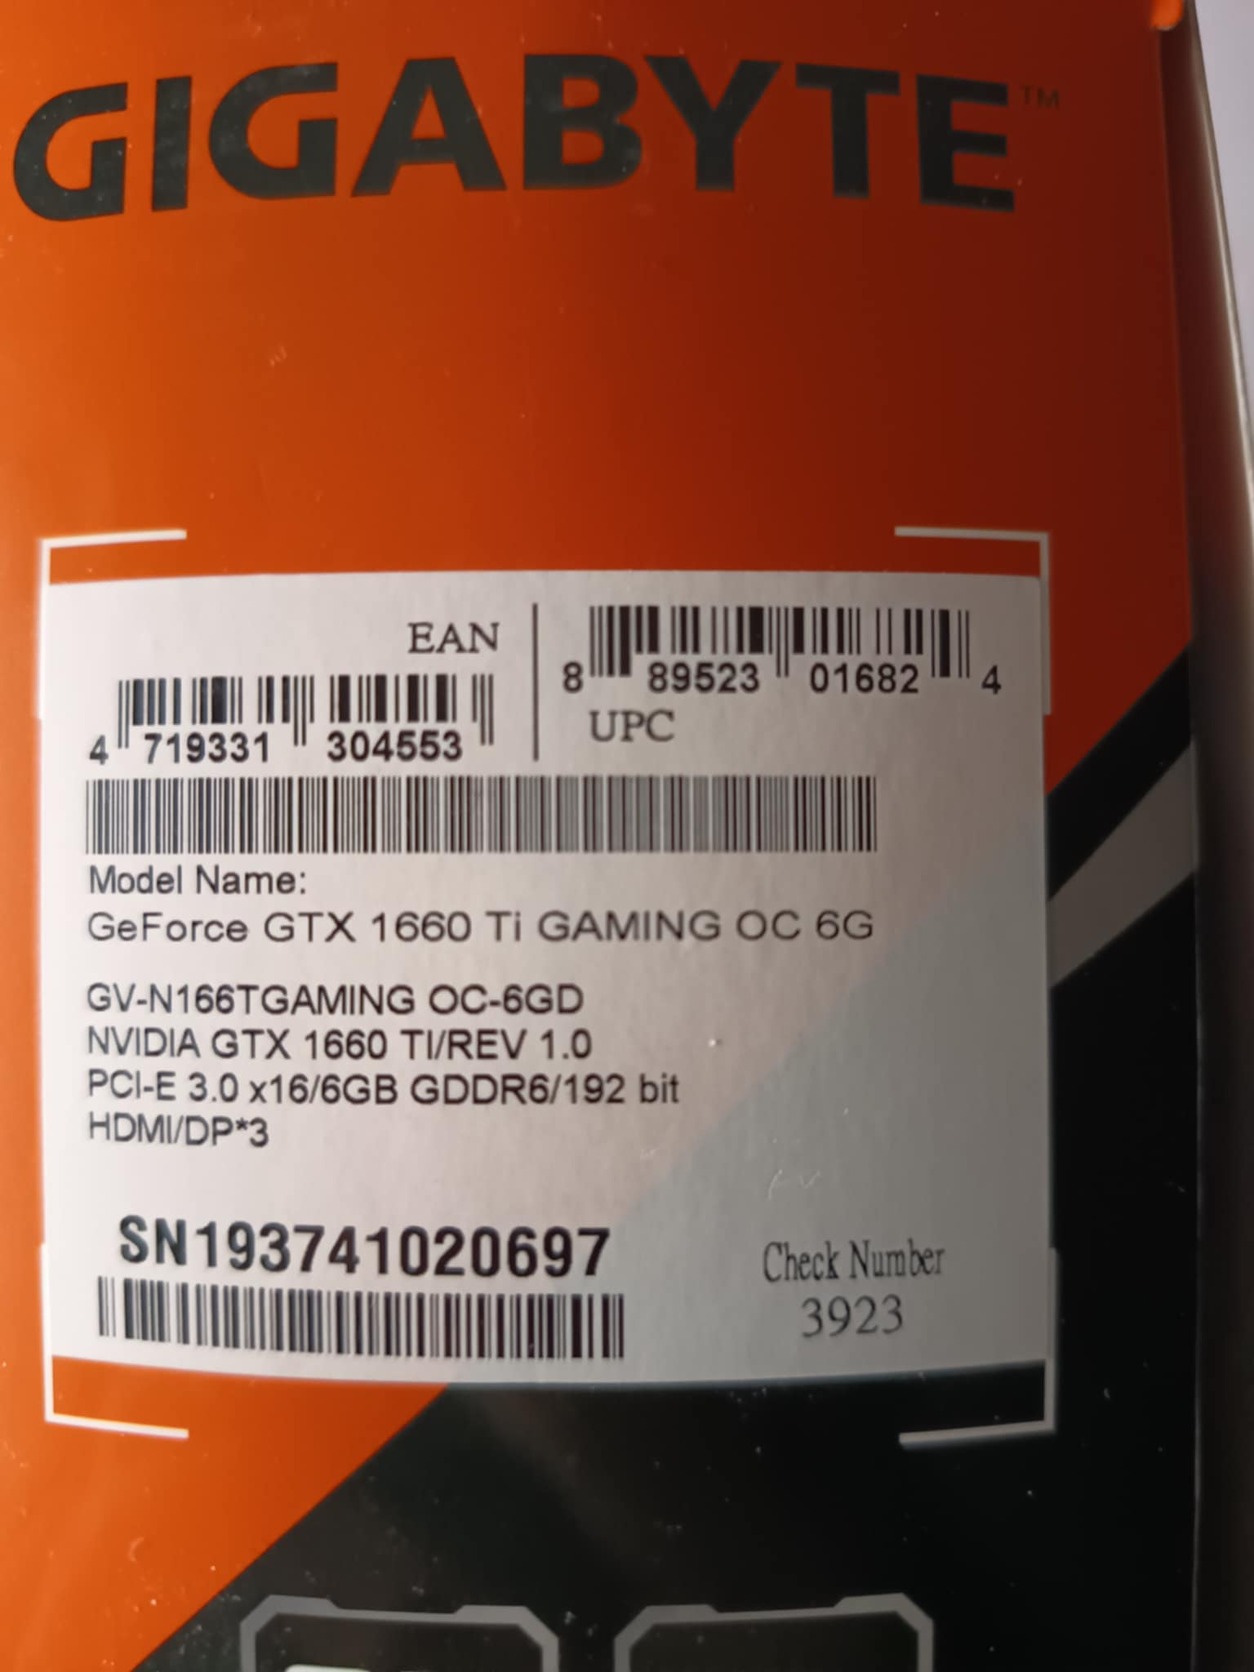 GIGABYTE™
EAN
4 719331 304553
8 89523 01682 4
UPC
Model Name:
GeForce GTX 1660 Ti GAMING OC 6G
GV-N166TGAMING OC-6GD
NVIDIA GTX 1660 TI/REV 1.0
PCI-E 3.0 x16/6GB GDDR6/192 bit
HDMI/DP*3
SN193741020697
Check Number
3923